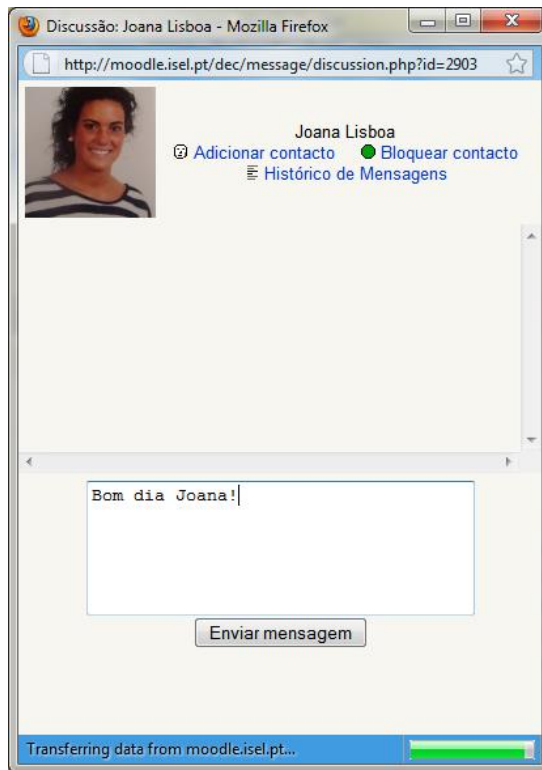 Discussão: Joana Lisboa - Mozilla Firefox
http://moodle.isel.pt/dec/message/discussion.php?id=2903
Joana Lisboa
Adicionar contacto Bloquear contacto
Histórico de Mensagens
Bom dia Joana!
Enviar mensagem
Transferring data from moodle.isel.pt...